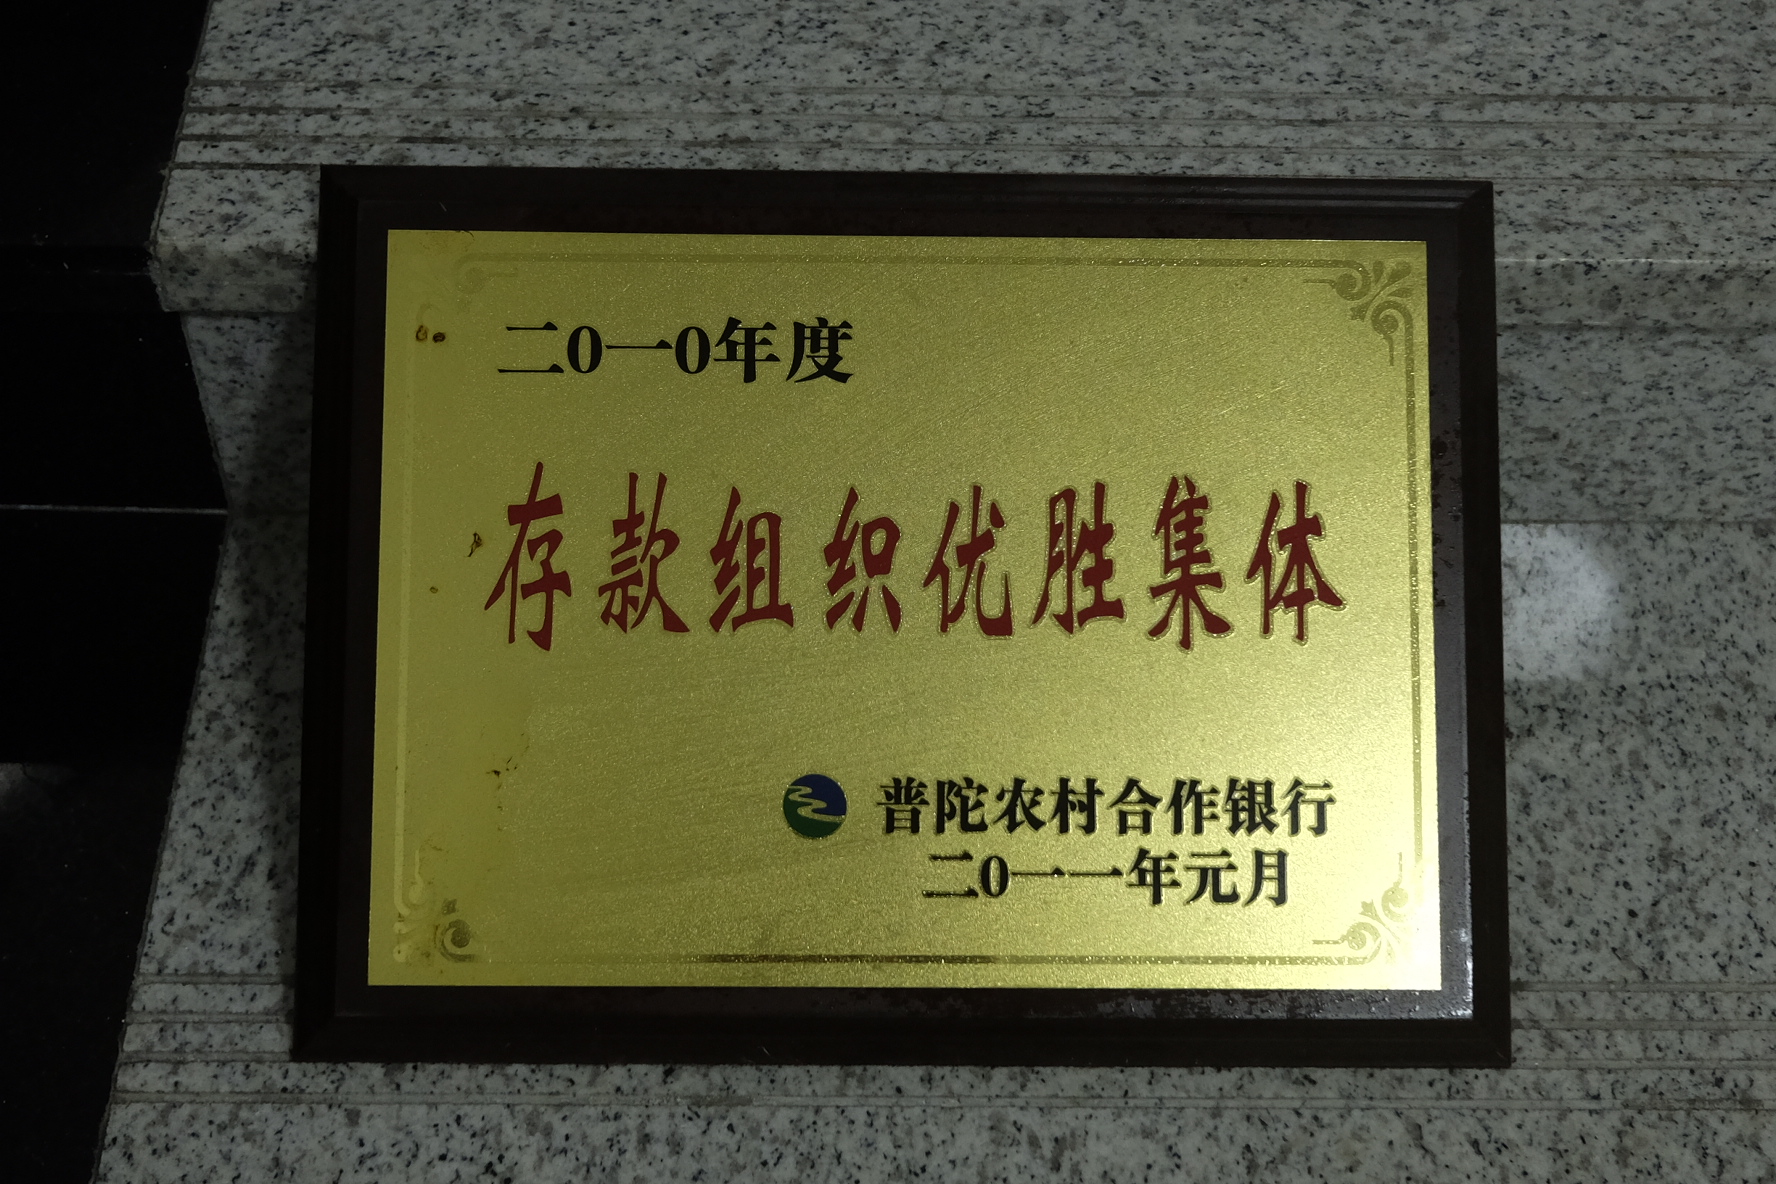 二0一0年度
存款组织优胜集体
普陀农村合作银行
二0一一年元月